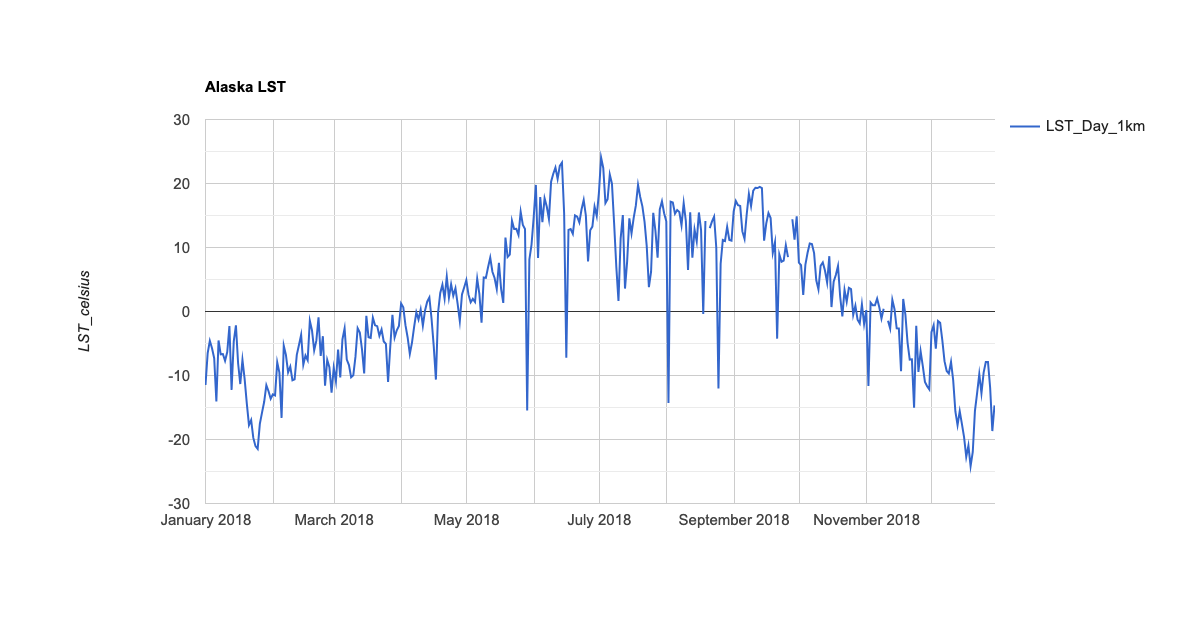 Alaska LST
LST_Day_1km
LST_celsius
30
20
10
0
-10
-20
-30
January 2018
March 2018
May 2018
July 2018
September 2018
November 2018